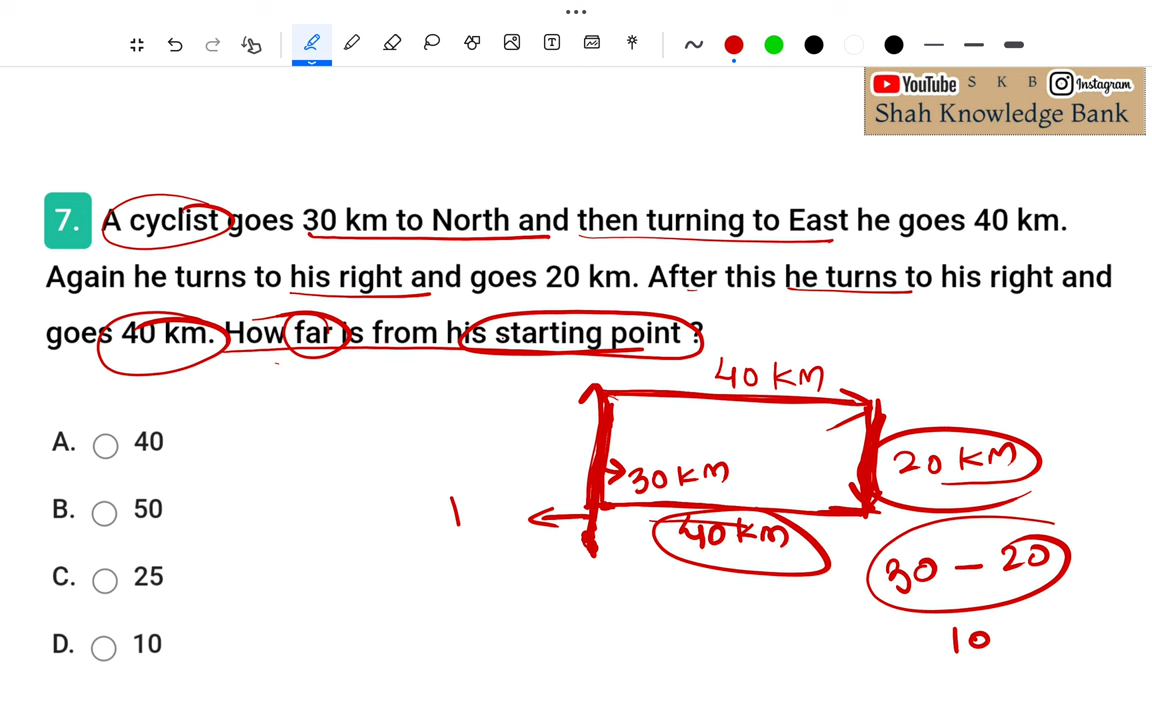 YouTube S K B Instagram
Shah Knowledge Bank
7. A cyclist goes 30 km to North and then turning to East he goes 40 km.
Again he turns to his right and goes 20 km. After this he turns to his right and
goes 40 km. How far is from his starting point ?
40 KM
A. 40
20 KM
30 KM
B. 50
1
40 KM
30 - 20
C. 25
10
D. 10